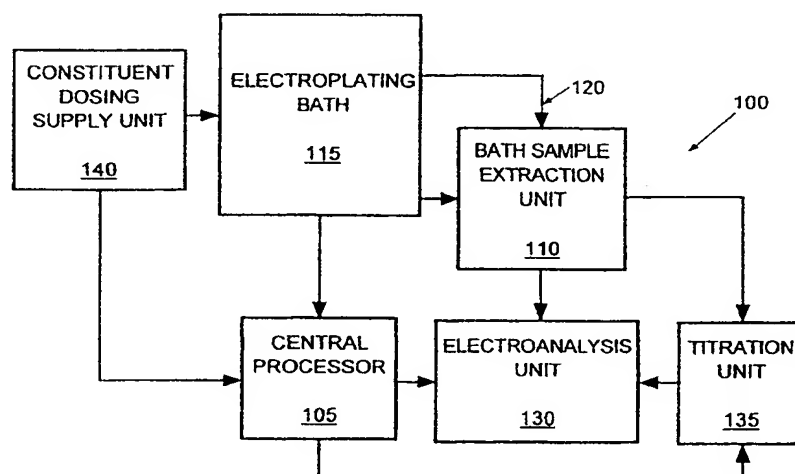 CONSTITUENT
DOSING
SUPPLY UNIT
140
ELECTROPLATING
BATH
115
120
100
BATH SAMPLE
EXTRACTION
UNIT
110
CENTRAL
PROCESSOR
105
ELECTROANALYSIS
UNIT
130
TITRATION
UNIT
135